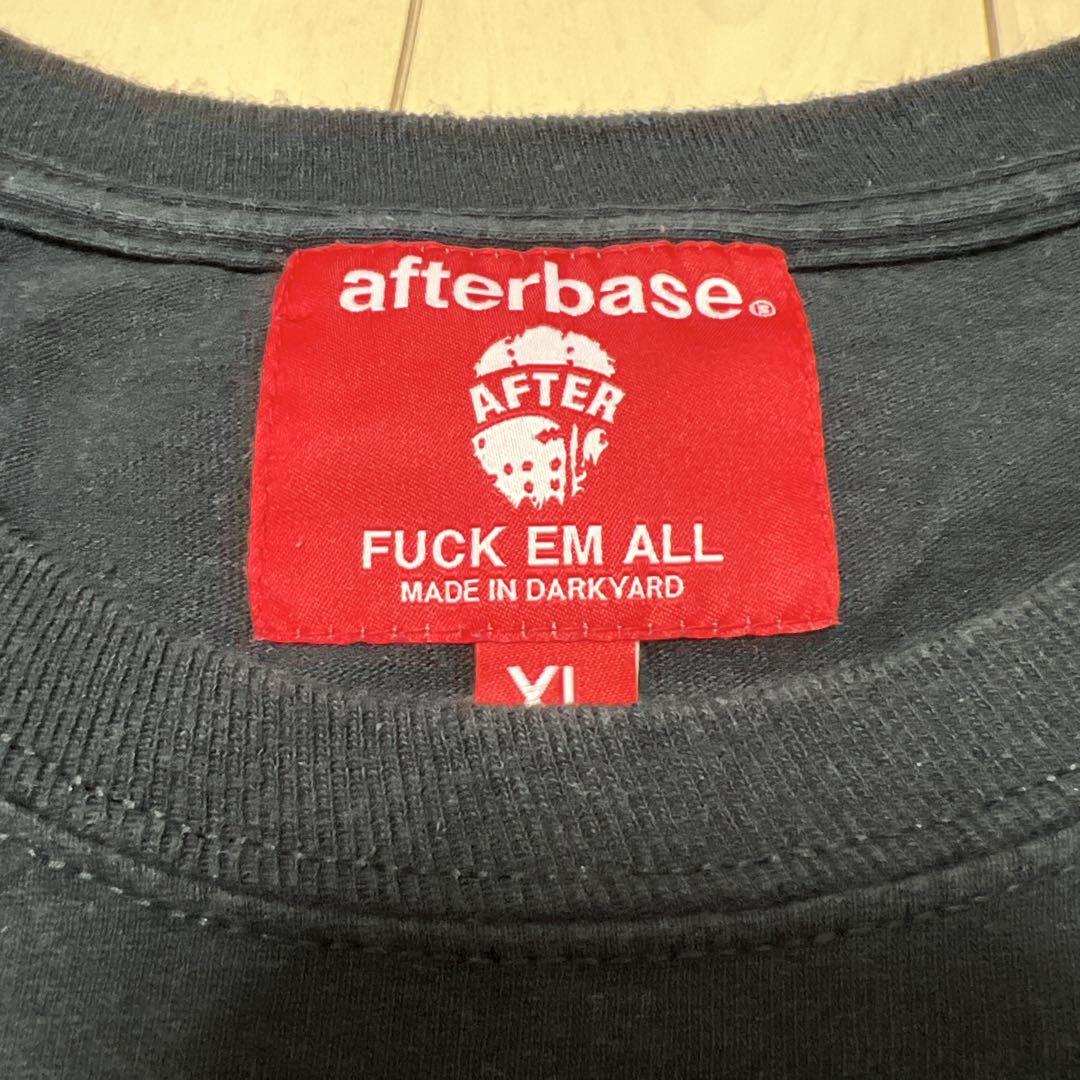 afterbase®
AFTER
FUCK EM ALL
MADE IN DARKYARD
XL